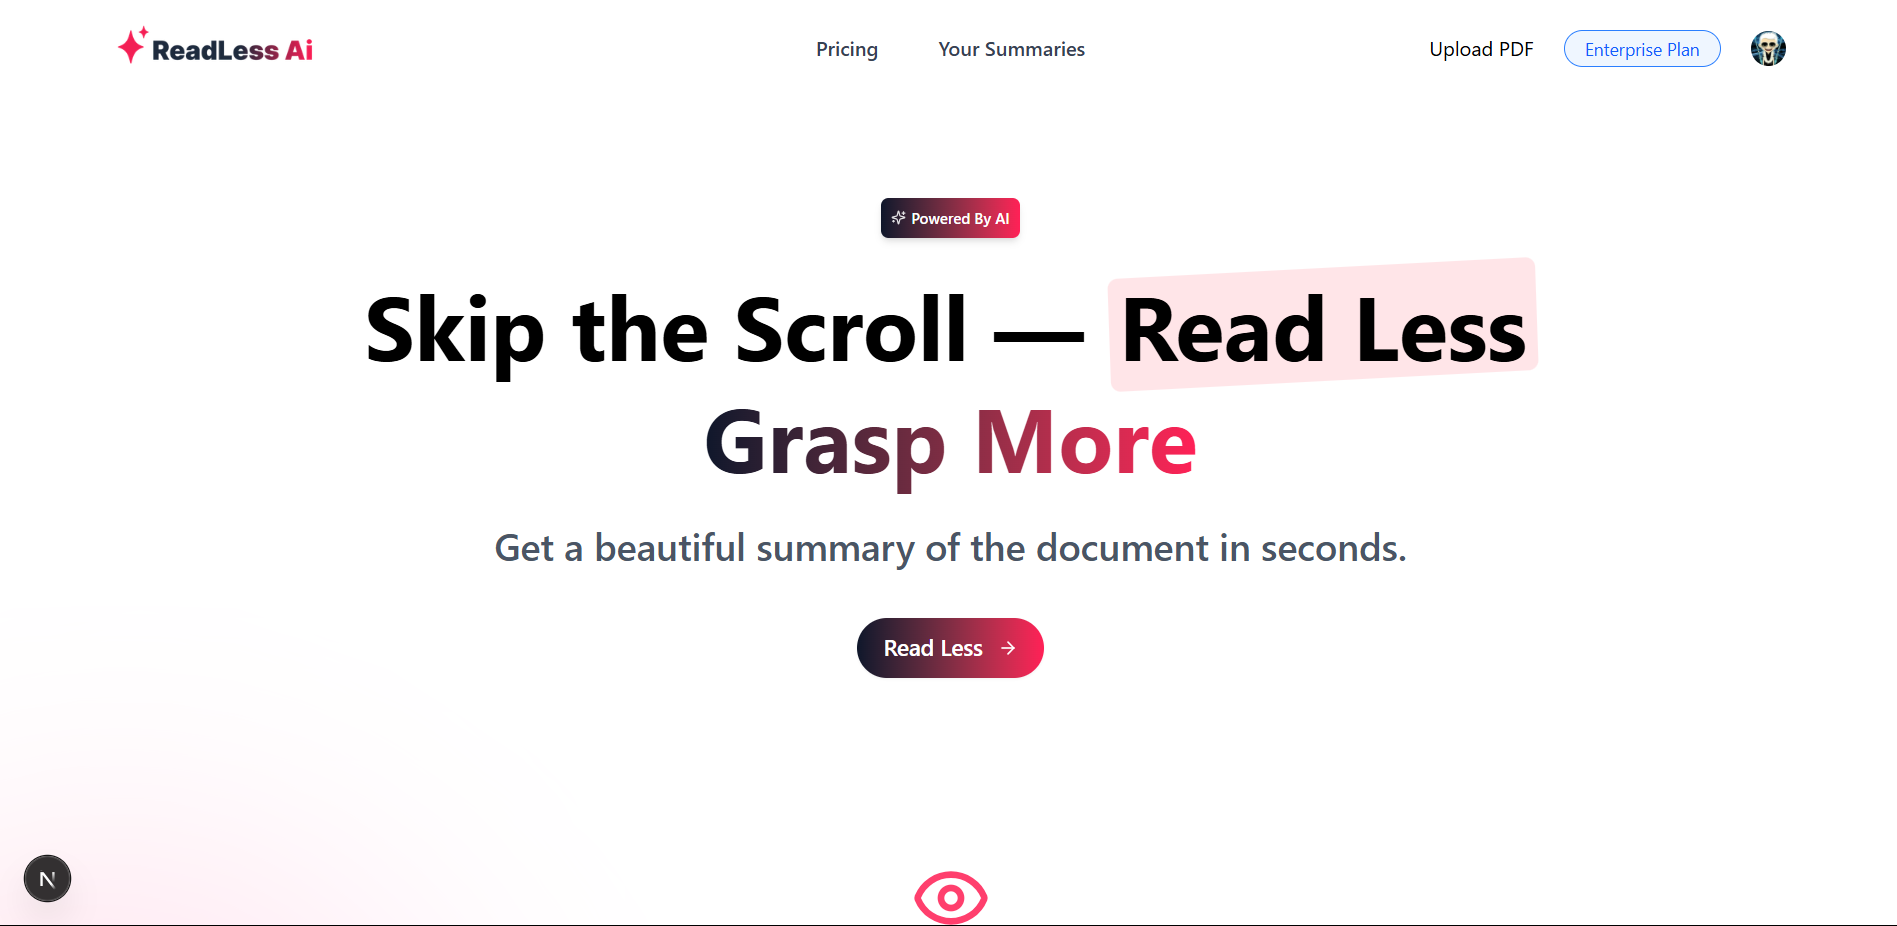 ReadLess Ai
Pricing
Your Summaries
Upload PDF
Enterprise Plan
Powered By AI
Skip the Scroll — Read Less
Grasp More
Get a beautiful summary of the document in seconds.
Read Less
N